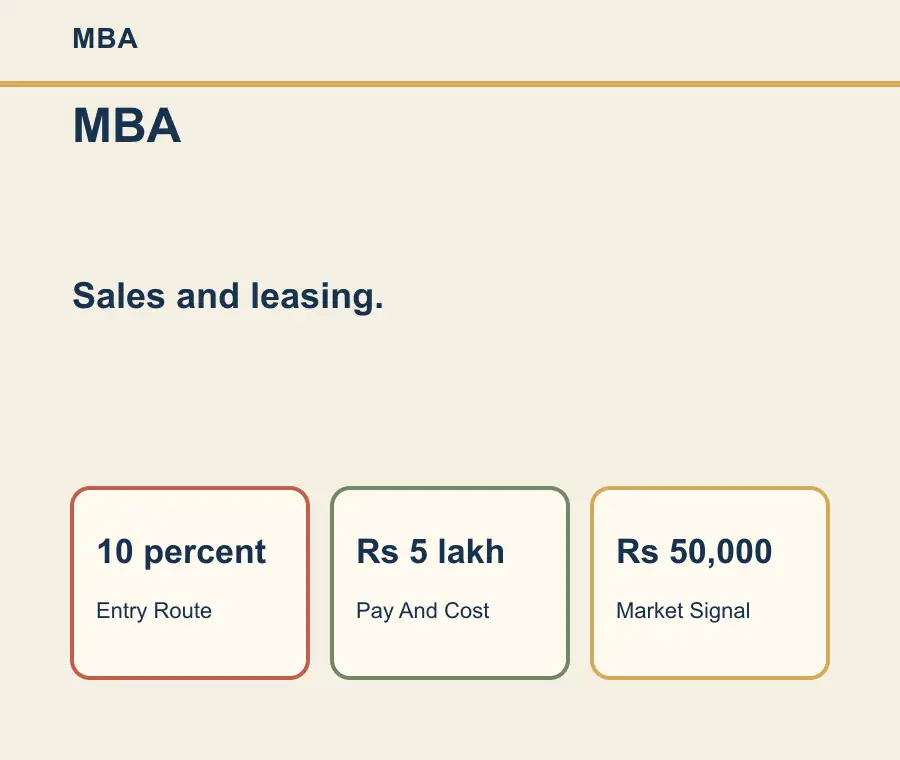 MBA
MBA
Sales and leasing.
10 percent
Entry Route
Rs 5 lakh
Pay And Cost
Rs 50,000
Market Signal